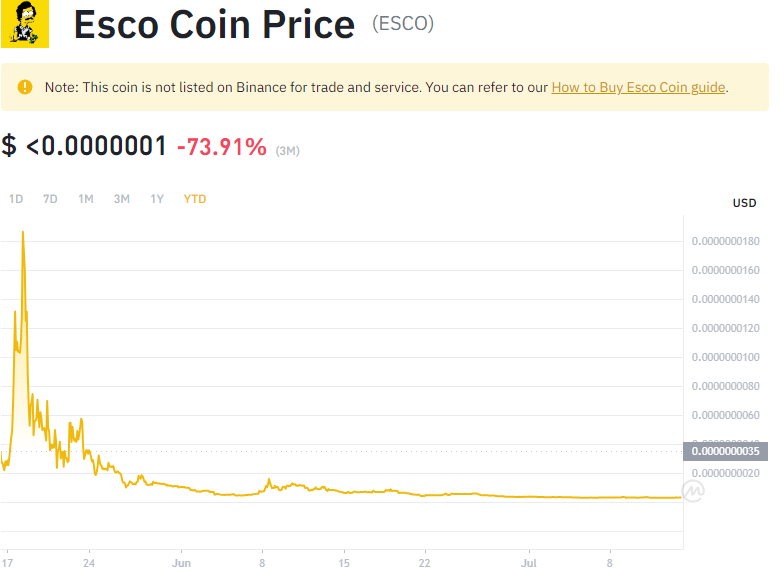 Esco Coin Price (ESCO)
Note: This coin is not listed on Binance for trade and service. You can refer to our How to Buy Esco Coin guide.
$ <0.0000001 -73.91% (3M)
1D 7D 1M 3M 1Y YTD
USD
0.0000000180
0.0000000160
0.0000000140
0.0000000120
0.0000000100
0.0000000080
0.0000000060
0.0000000035
0.0000000020
17 24 Jun 8 15 22 Jul 8